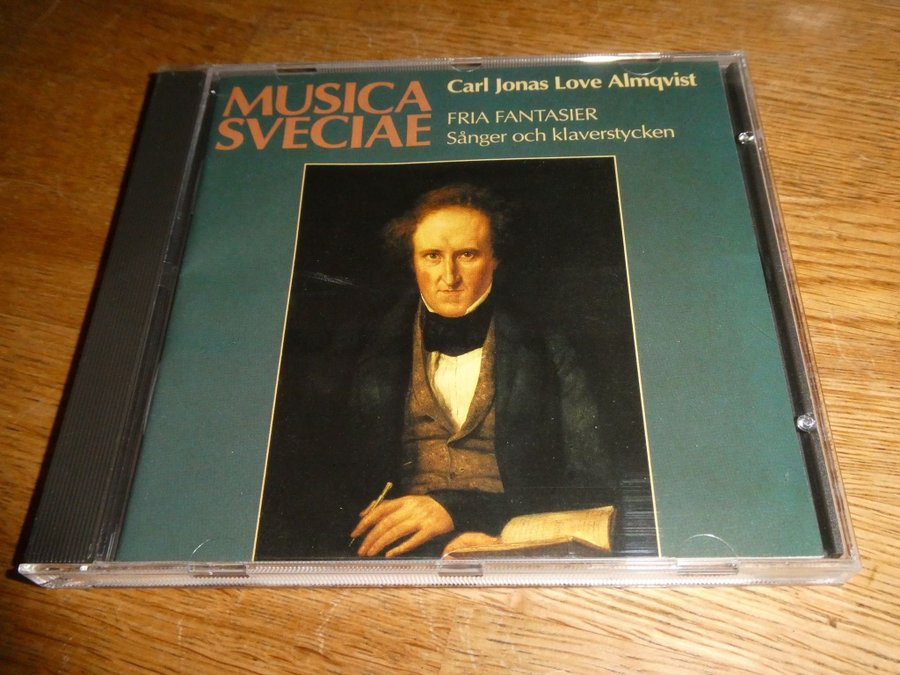 MUSICA
SVECIAE
Carl Jonas Love Almqvist
FRIA FANTASIER
Sånger och klaverstycken